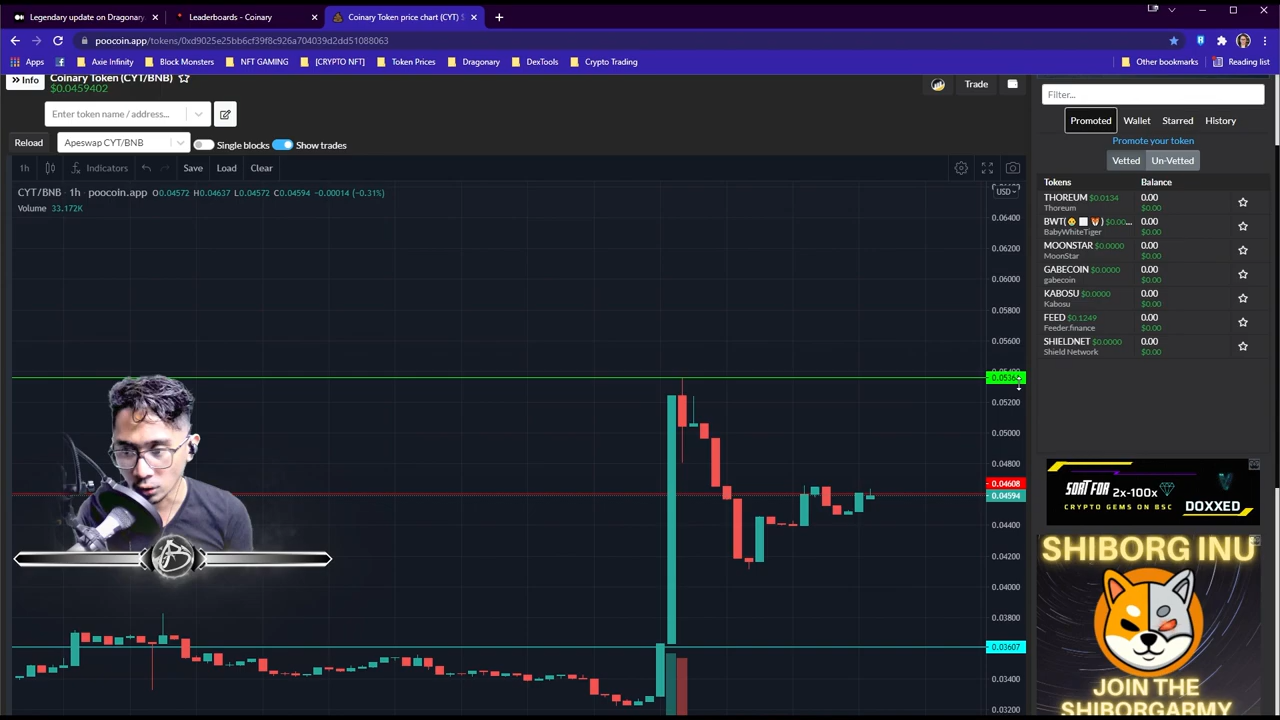 Legendary update on Dragonary
Leaderboards - Coinary
Coinary Token price chart (CYT)
poocoin.app/tokens/0xd9025e25bb6cf39f8c926a704039d2dd51088063
Apps
Axie Infinity
Block Monsters
NFT GAMING
[CRYPTO NFT]
Token Prices
Dragonary
DexTools
Crypto Trading
Other bookmarks
Reading list
>> Info
Coinary Token (CYT/BNB)
$0.0459402
Trade
Enter token name / address...
Reload
Apeswap CYT/BNB
Single blocks
Show trades
1h
Indicators
Save
Load
Clear
CYT/BNB · 1h · poocoin.app O0.04572 H0.04637 L0.04572 C0.04594 -0.00014 (-0.31%)
Volume 33.172K
USD
0.06400
0.06200
0.06000
0.05800
0.05600
0.05200
0.05000
0.04800
0.04608
0.04594
0.04400
0.04200
0.04000
0.03800
0.03607
0.03400
0.03200
Filter...
Promoted
Wallet
Starred
History
Promote your token
Vetted
Un-Vetted
Tokens
Balance
THOREUM $0.0134
0.00
Thoreum
$0.00
BWT(
) $0.00...
0.00
BabyWhiteTiger
$0.00
MOONSTAR $0.0000
0.00
MoonStar
$0.00
GABECOIN $0.0000
0.00
gabecoin
$0.00
KABOSU $0.0000
0.00
Kabosu
$0.00
FEED $0.1249
0.00
Feeder.finance
$0.00
SHIELDNET $0.0000
0.00
Shield Network
$0.00
SORT FOR 2x-100x
CRYPTO GEMS ON BSC
DOXXED
SHIBORG INU
JOIN THE
SHIBORGARMY